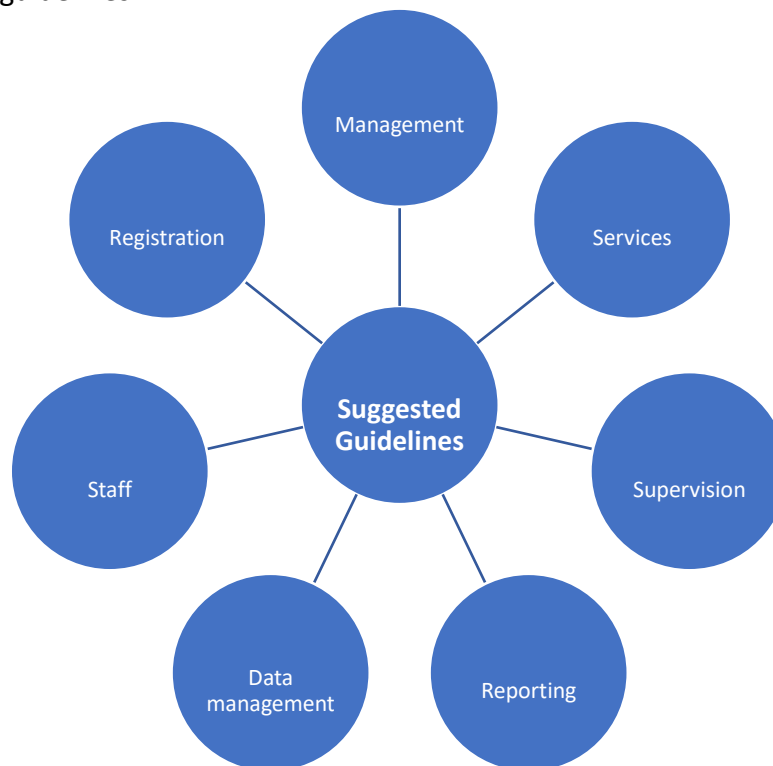 Management
Registration
Services
Suggested
Guidelines
Staff
Supervision
Data
management
Reporting